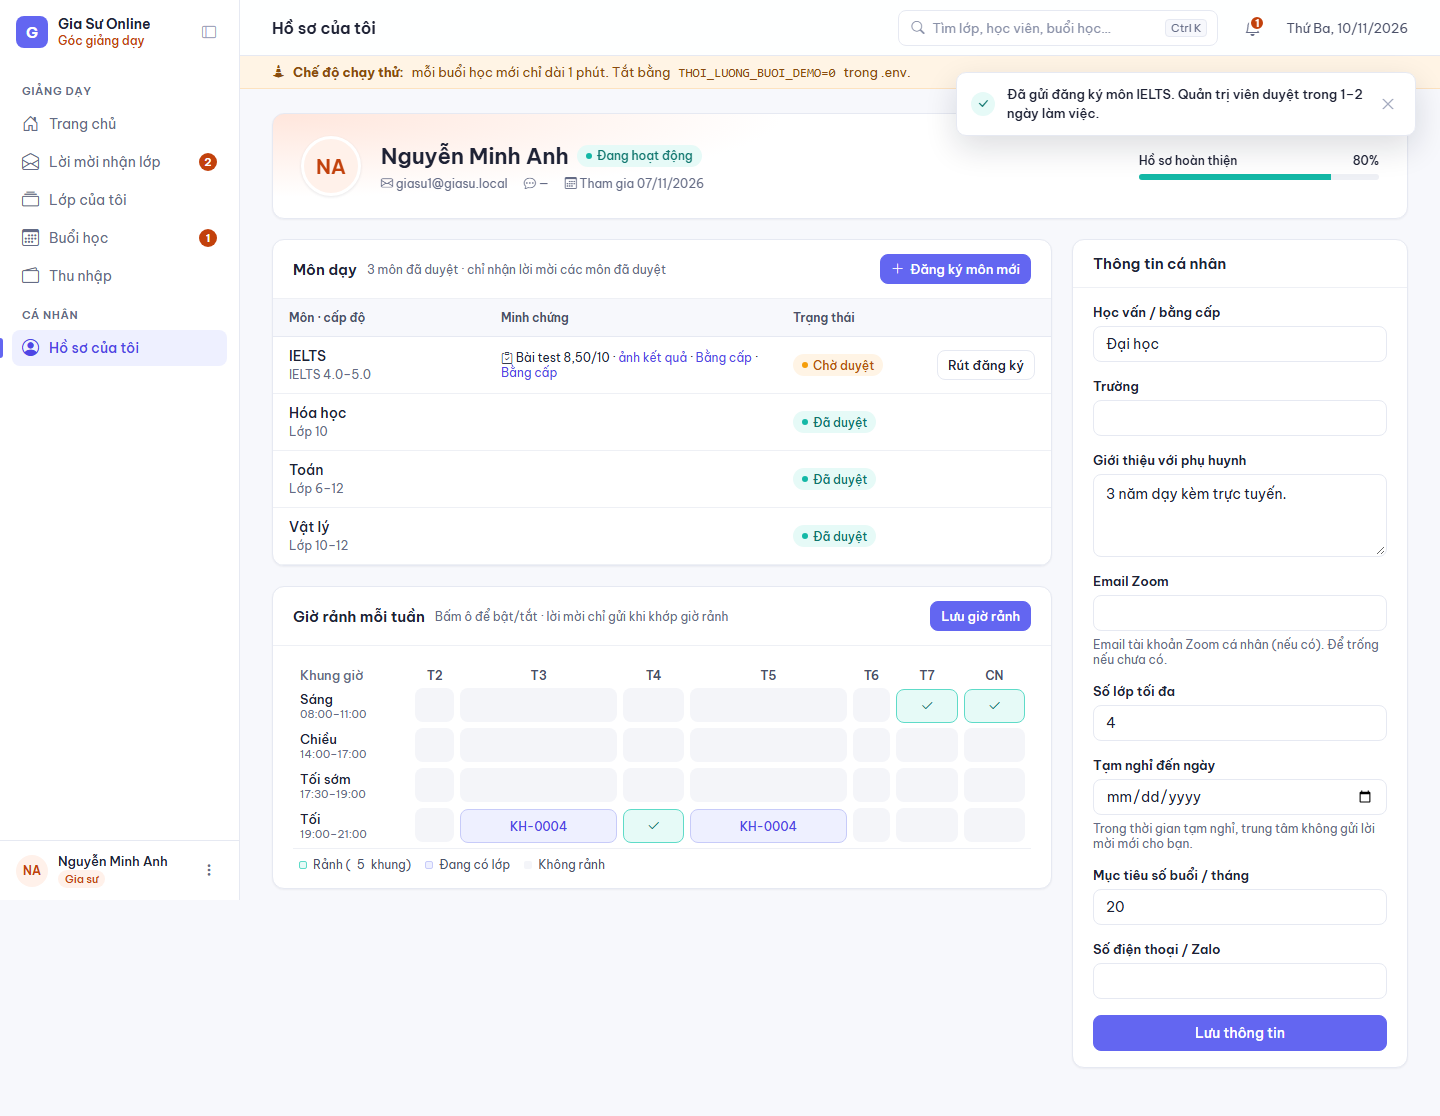 G
Gia Sư Online
Góc giảng dạy
GIẢNG DẠY
Trang chủ
Lời mời nhận lớp 2
Lớp của tôi
Buổi học 1
Thu nhập
CÁ NHÂN
Hồ sơ của tôi
NA
Nguyễn Minh Anh
Gia sư
Hồ sơ của tôi
Tìm lớp, học viên, buổi học... Ctrl K
1
Thứ Ba, 10/11/2026
Chế độ chạy thử: mỗi buổi học mới chỉ dài 1 phút. Tắt bằng THOI_LUONG_BUOI_DEMO=0 trong .env.
Đã gửi đăng ký môn IELTS. Quản trị viên duyệt trong 1–2
ngày làm việc.
NA
Nguyễn Minh Anh Đang hoạt động
giasu1@giasu.local — Tham gia 07/11/2026
Hồ sơ hoàn thiện 80%
Môn dạy 3 môn đã duyệt · chỉ nhận lời mời các môn đã duyệt
+ Đăng ký môn mới
Môn · cấp độ Minh chứng Trạng thái
IELTS
IELTS 4.0–5.0
Bài test 8,50/10 · ảnh kết quả · Bằng cấp ·
Bằng cấp
Chờ duyệt
Rút đăng ký
Hóa học
Lớp 10
Đã duyệt
Toán
Lớp 6–12
Đã duyệt
Vật lý
Lớp 10–12
Đã duyệt
Giờ rảnh mỗi tuần Bấm ô để bật/tắt · lời mời chỉ gửi khi khớp giờ rảnh
Lưu giờ rảnh
Khung giờ T2 T3 T4 T5 T6 T7 CN
Sáng
08:00–11:00
Chiều
14:00–17:00
Tối sớm
17:30–19:00
Tối
19:00–21:00
KH-0004 KH-0004
Rảnh ( 5 khung) Đang có lớp Không rảnh
Thông tin cá nhân
Học vấn / bằng cấp
Đại học
Trường
Giới thiệu với phụ huynh
3 năm dạy kèm trực tuyến.
Email Zoom
Email tài khoản Zoom cá nhân (nếu có). Để trống
nếu chưa có.
Số lớp tối đa
4
Tạm nghỉ đến ngày
mm/dd/yyyy
Trong thời gian tạm nghỉ, trung tâm không gửi lời
mời mới cho bạn.
Mục tiêu số buổi / tháng
20
Số điện thoại / Zalo
Lưu thông tin